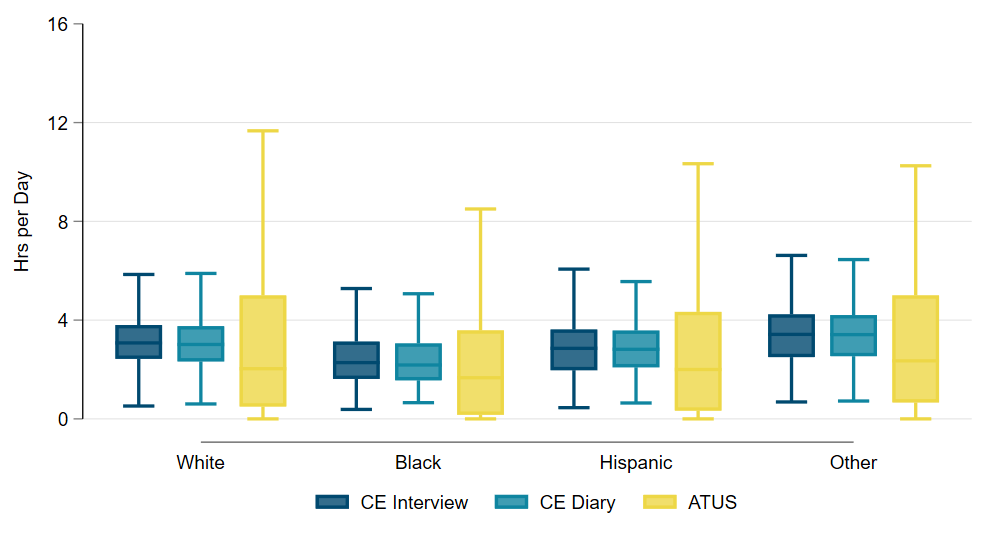 16
12
8
4
0
Hrs per Day
White Black Hispanic Other
CE Interview CE Diary ATUS